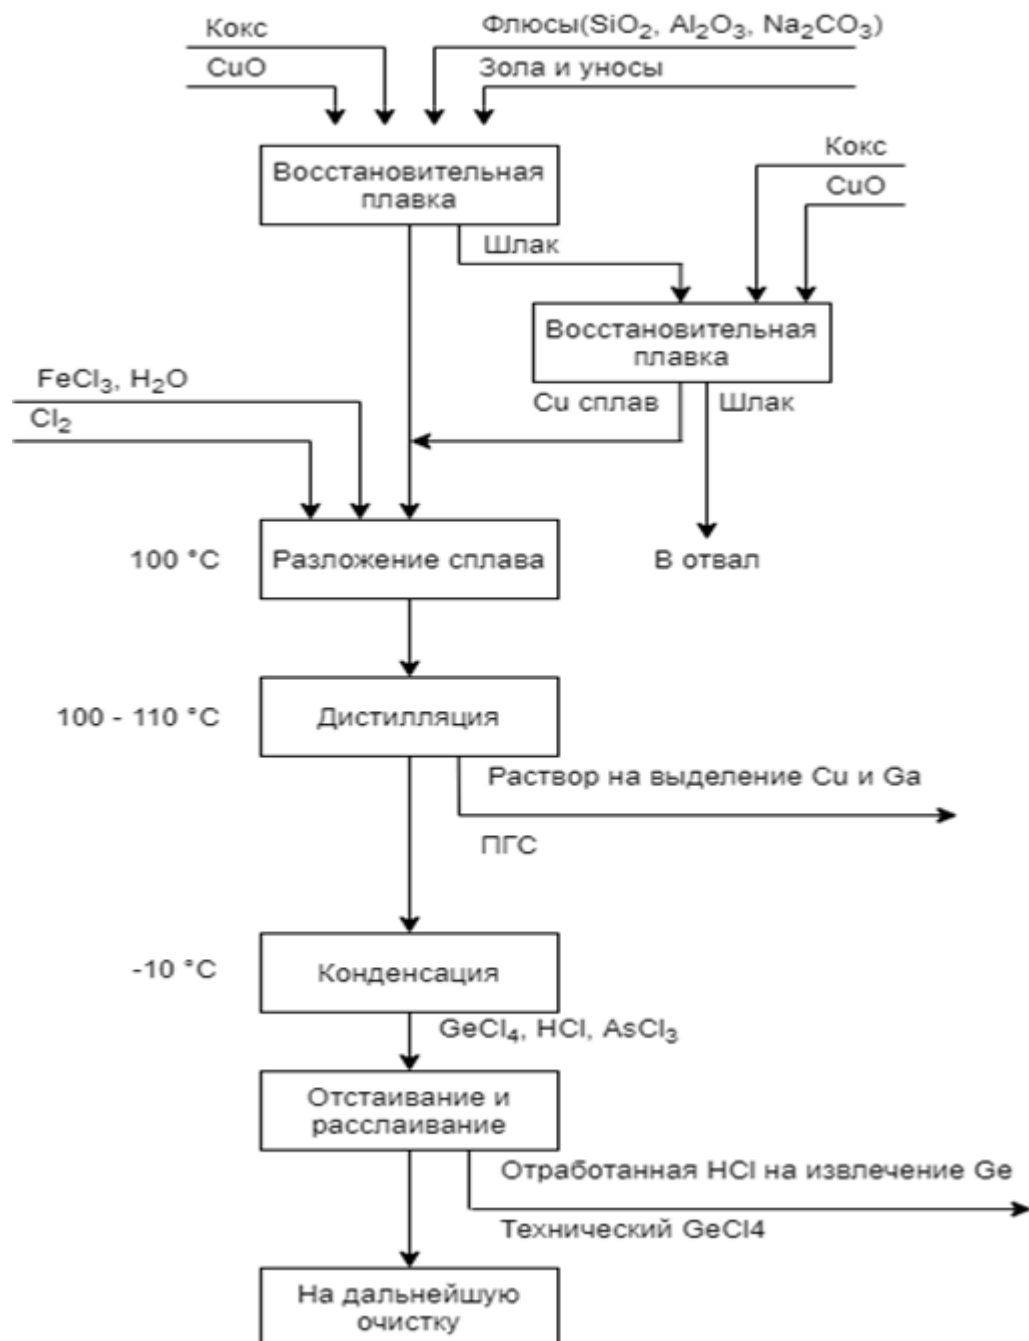 Кокс
Флюсы(SiO₂, Al₂O₃, Na₂CO₃)
CuO
Зола и уносы
Восстановительная
плавка
Кокс
CuO
Шлак
Восстановительная
плавка
FeCl₃, H₂O
Cl₂
Cu сплав
Шлак
100 °C
Разложение сплава
В отвал
100 - 110 °C
Дистилляция
Раствор на выделение Cu и Ga
ПГС
-10 °C
Конденсация
GeCl₄, HCl, AsCl₃
Отстаивание и
расслаивание
Отработанная HCl на извлечение Ge
Технический GeCl4
На дальнейшую
очистку